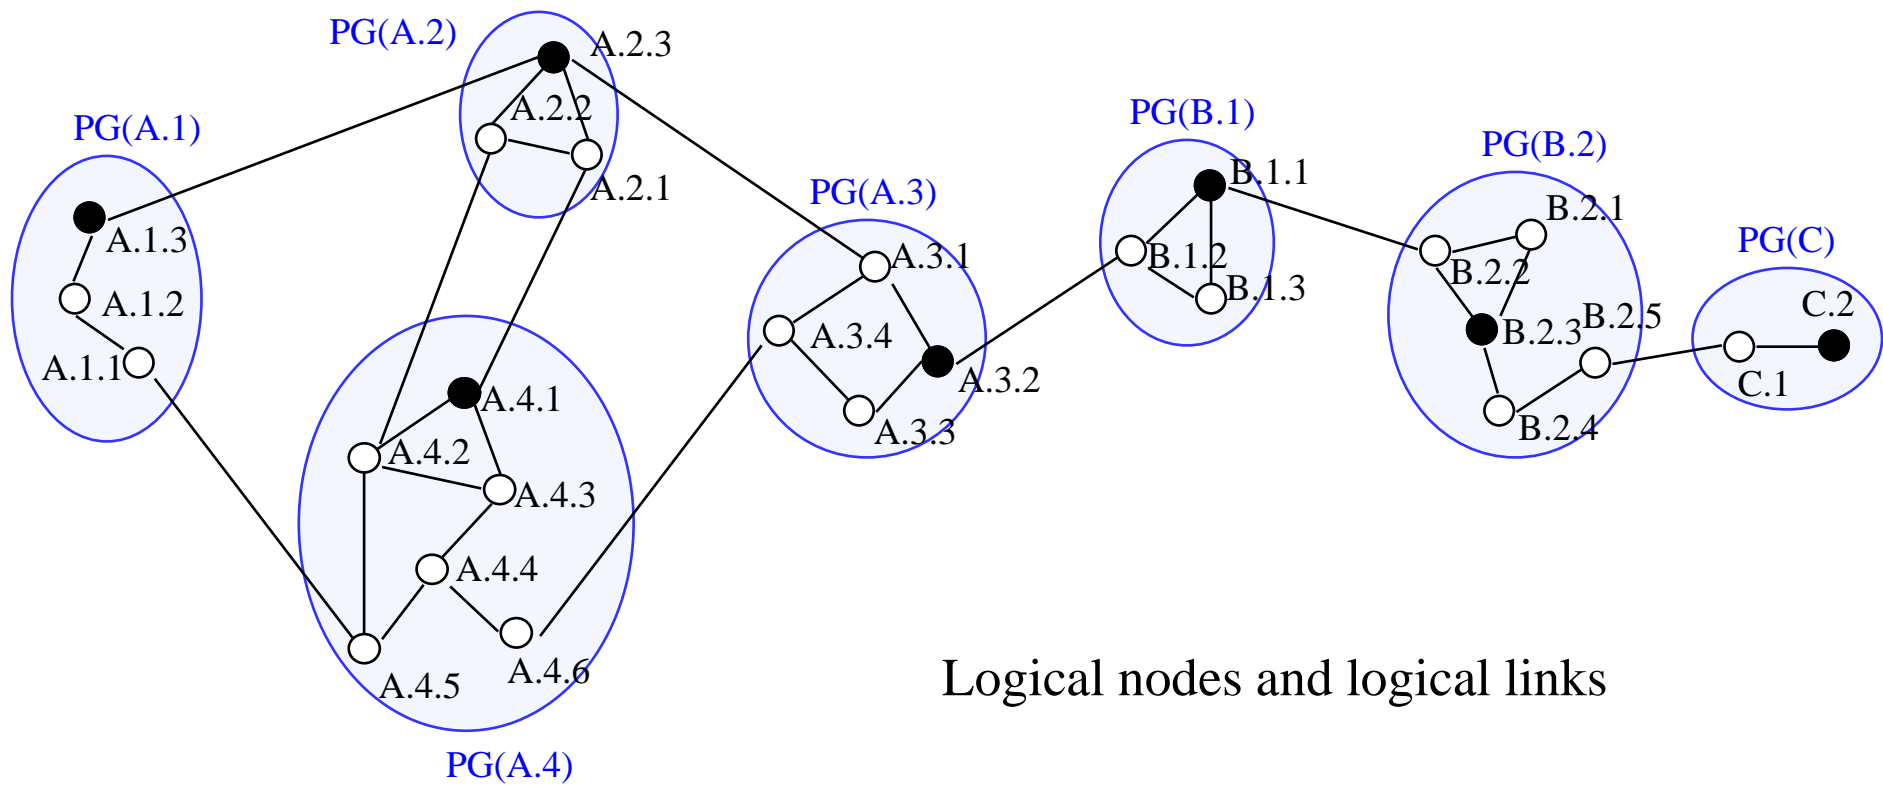 PG(A.2)
A.2.3
A.2.2
A.2.1
PG(A.1)
A.1.3
A.1.2
A.1.1
PG(A.3)
A.3.1
A.3.4
A.3.2
A.3.3
PG(B.1)
B.1.1
B.1.2
B.1.3
PG(B.2)
B.2.1
B.2.2
B.2.3
B.2.5
B.2.4
PG(C)
C.2
C.1
A.4.1
A.4.2
A.4.3
A.4.4
A.4.6
A.4.5
PG(A.4)
Logical nodes and logical links